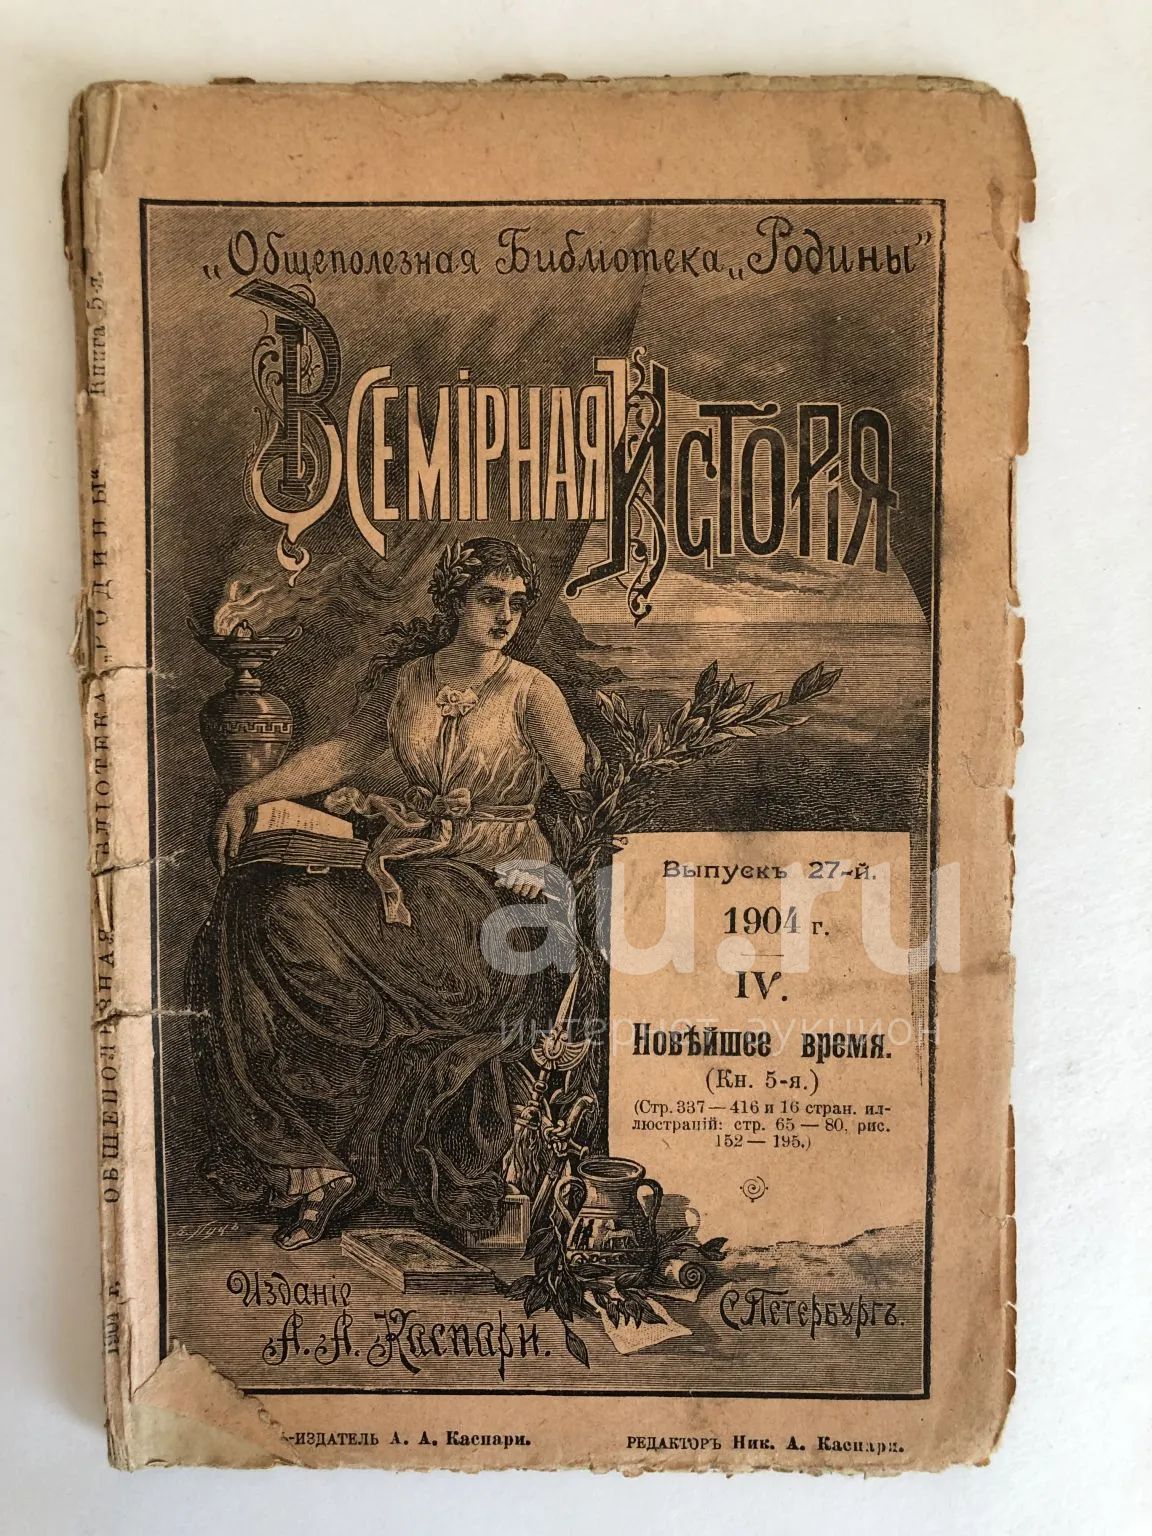 „Общеполезная Библіотека „Родины"
Всемірная Исторія
Выпускъ 27-й.
1904 г.
IV.
Новѣйшее время.
(Кн. 5-я.)
(Стр. 337 — 416 и 16 стран. ил-
люстрацій: стр. 65 — 80, рис.
152 — 195.)
Изданіе
А. А. Каспари.
С. Петербургъ.
-издатель А. А. Каспари.
редакторъ Ник. А. Каспари.
1904 г. ОБЩЕПОЛЕЗНАЯ БИБЛІОТЕКА „РОДИНЫ“ Книга 5-я.
au.ru
интернет аукцион